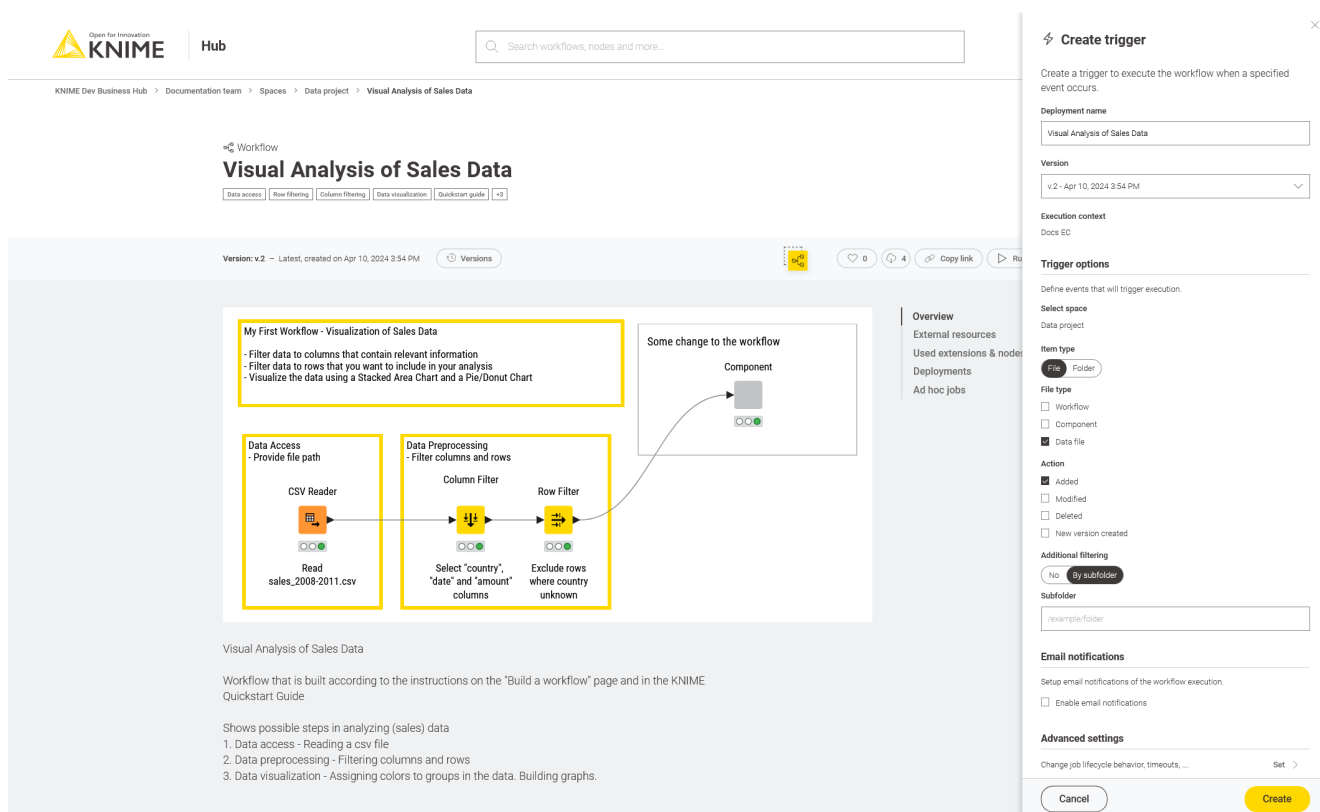 Open for Innovation
KNIME
Hub
Search workflows, nodes and more...
KNIME Dev Business Hub > Documentation team > Spaces > Data project > Visual Analysis of Sales Data
Workflow
Visual Analysis of Sales Data
Data access Row filtering Column filtering Data visualization Quickstart guide +3
Version: v.2 – Latest, created on Apr 10, 2024 3:54 PM Versions
0 4 Copy link Ru
My First Workflow - Visualization of Sales Data
- Filter data to columns that contain relevant information
- Filter data to rows that you want to include in your analysis
- Visualize the data using a Stacked Area Chart and a Pie/Donut Chart
Some change to the workflow
Component
Data Access
- Provide file path
CSV Reader
Read
sales_2008-2011.csv
Data Preprocessing
- Filter columns and rows
Column Filter
Select "country",
"date" and "amount"
columns
Row Filter
Exclude rows
where country
unknown
Overview
External resources
Used extensions & nodes
Deployments
Ad hoc jobs
Visual Analysis of Sales Data
Workflow that is built according to the instructions on the "Build a workflow" page and in the KNIME
Quickstart Guide
Shows possible steps in analyzing (sales) data
1. Data access - Reading a csv file
2. Data preprocessing - Filtering columns and rows
3. Data visualization - Assigning colors to groups in the data. Building graphs.
Create trigger
Create a trigger to execute the workflow when a specified
event occurs.
Deployment name
Visual Analysis of Sales Data
Version
v.2 - Apr 10, 2024 3:54 PM
Execution context
Docs EC
Trigger options
Define events that will trigger execution.
Select space
Data project
Item type
File Folder
File type
Workflow
Component
Data file
Action
Added
Modified
Deleted
New version created
Additional filtering
No By subfolder
Subfolder
/example/folder
Email notifications
Setup email notifications of the workflow execution.
Enable email notifications
Advanced settings
Change job lifecycle behavior, timeouts, .... Set >
Cancel Create